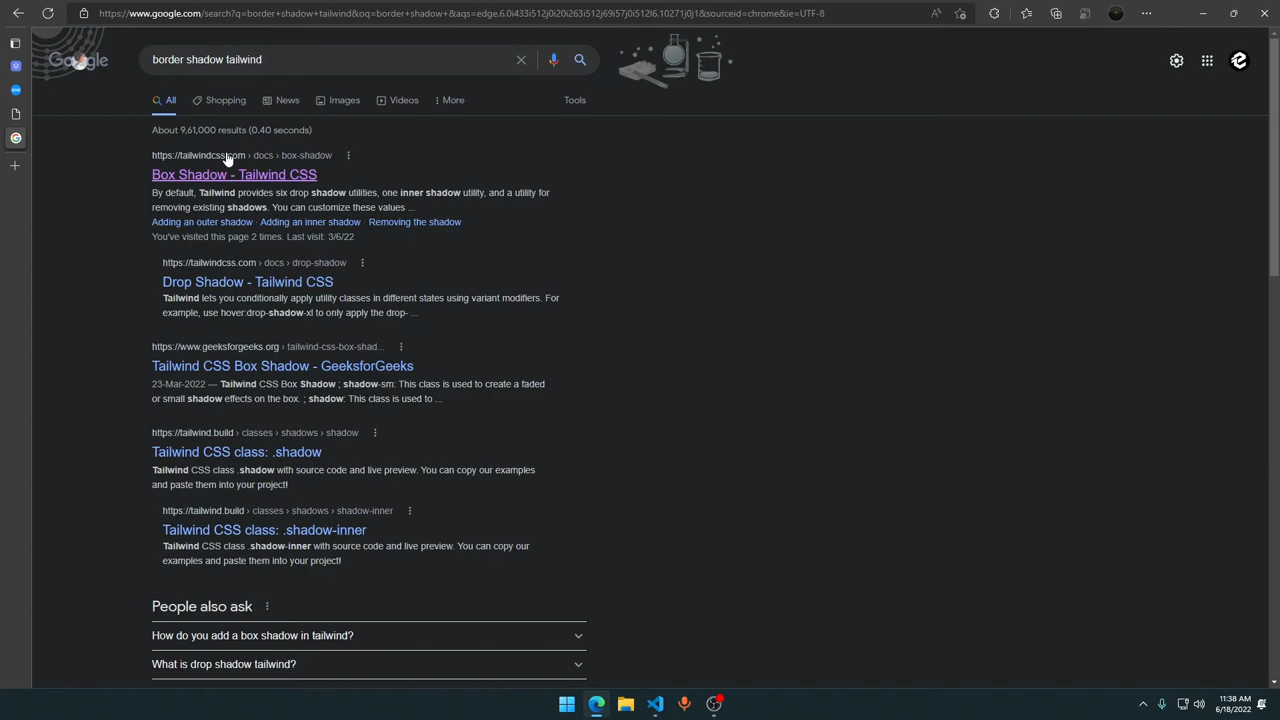 https://www.google.com/search?q=border+shadow+tailwind&oq=border+shadow+&aqs=edge.6.0i433i512j0i20i263i512j69i57j0i512l6.10271j0j1&sourceid=chrome&ie=UTF-8
Google
border shadow tailwind
All
Shopping
News
Images
Videos
More
Tools
About 9,61,000 results (0.40 seconds)
https://tailwindcss.com › docs › box-shadow
Box Shadow - Tailwind CSS
By default, Tailwind provides six drop shadow utilities, one inner shadow utility, and a utility for
removing existing shadows. You can customize these values ...
Adding an outer shadow · Adding an inner shadow · Removing the shadow
You've visited this page 2 times. Last visit: 3/6/22
https://tailwindcss.com › docs › drop-shadow
Drop Shadow - Tailwind CSS
Tailwind lets you conditionally apply utility classes in different states using variant modifiers. For
example, use hover:drop-shadow-xl to only apply the drop- ...
https://www.geeksforgeeks.org › tailwind-css-box-shad...
Tailwind CSS Box Shadow - GeeksforGeeks
23-Mar-2022 — Tailwind CSS Box Shadow ; shadow-sm: This class is used to create a faded
or small shadow effects on the box. ; shadow: This class is used to ...
https://tailwind.build › classes › shadows › shadow
Tailwind CSS class: .shadow
Tailwind CSS class .shadow with source code and live preview. You can copy our examples
and paste them into your project!
https://tailwind.build › classes › shadows › shadow-inner
Tailwind CSS class: .shadow-inner
Tailwind CSS class .shadow-inner with source code and live preview. You can copy our
examples and paste them into your project!
People also ask
How do you add a box shadow in tailwind?
What is drop shadow tailwind?
11:38 AM
6/18/2022